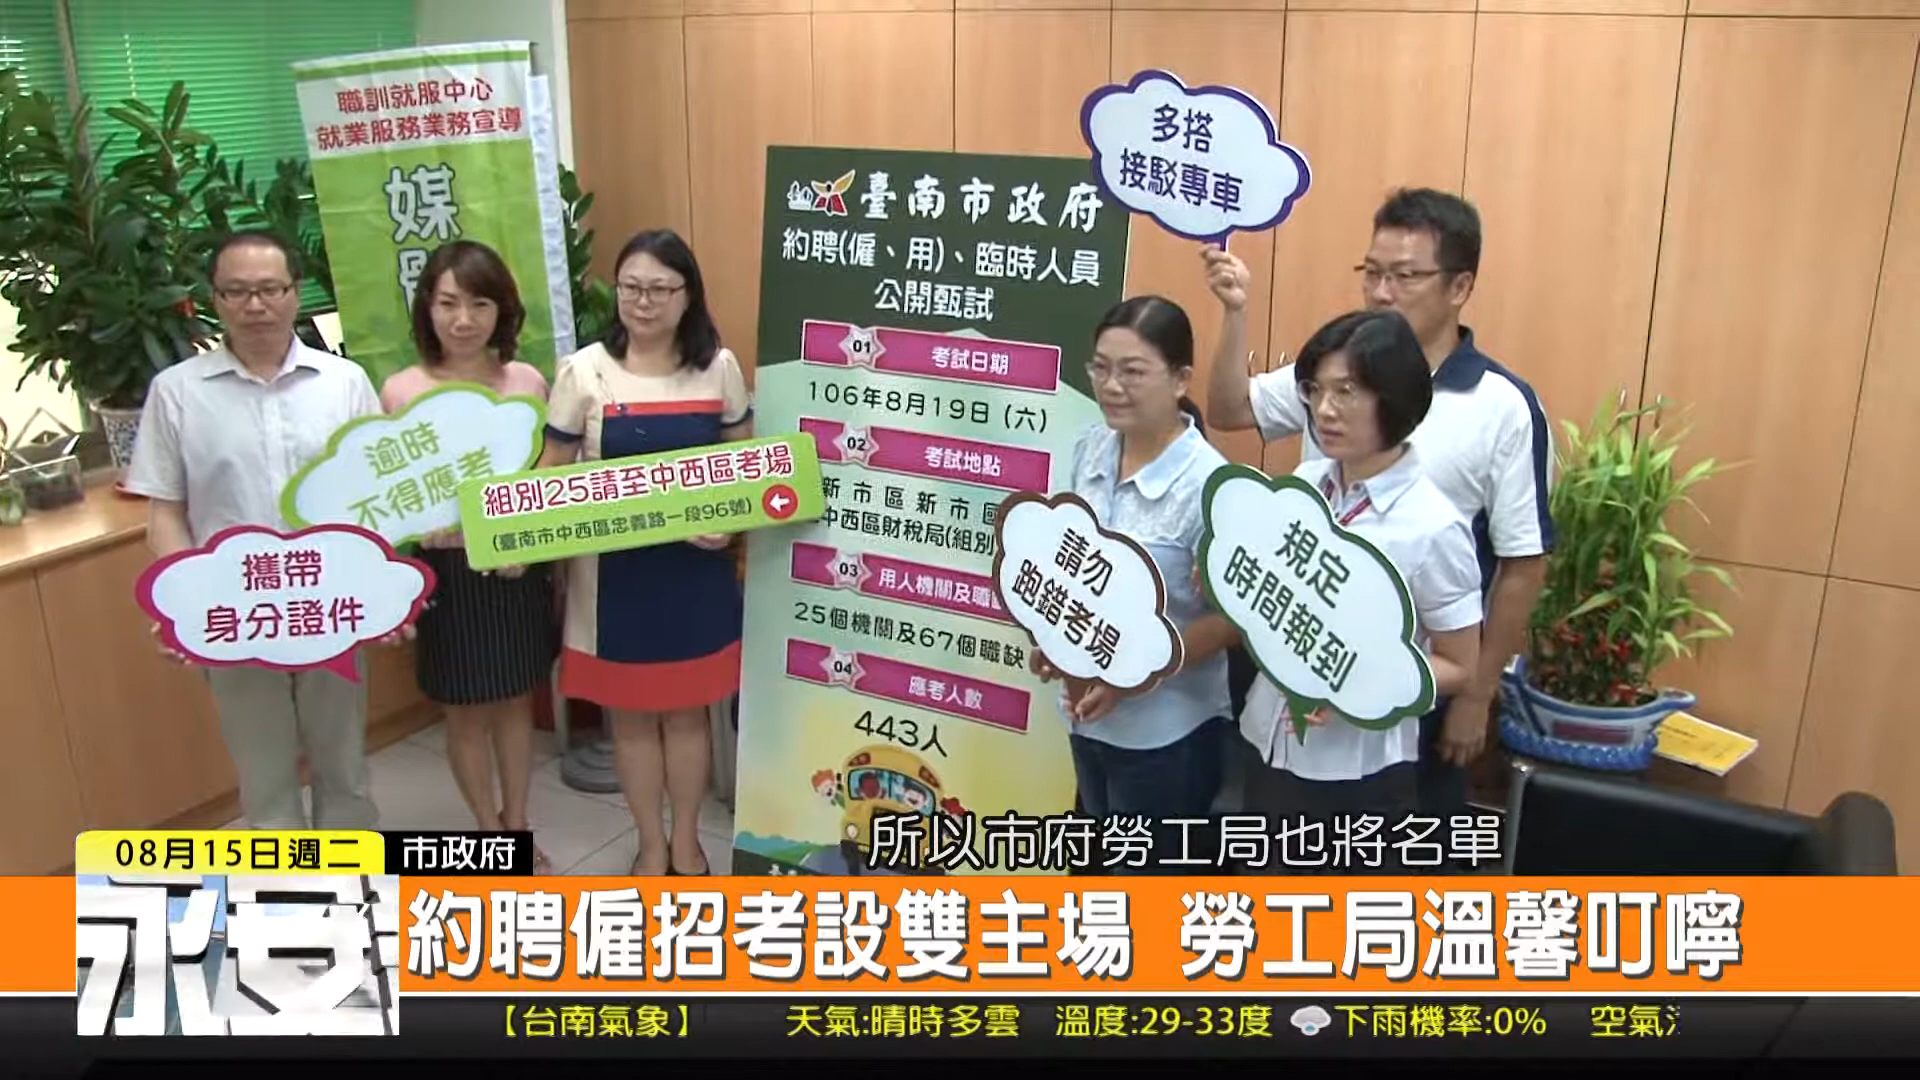 職訓就服中心
就業服務業務宣導
媒
多搭
接駁專車
臺南市政府
約聘(僱、用)、臨時人員
公開甄試
01 考試日期
106年8月19日(六)
02 考試地點
新市區新市國
中西區財稅局(組別
03 用人機關及職
25個機關及67個職缺
04 應考人數
443人
逾時
不得應考
組別25請至中西區考場
(臺南市中西區忠義路一段96號)
攜帶
身分證件
請勿
跑錯考場
規定
時間報到
所以市府勞工局也將名單
08月15日週二
市政府
永安
約聘僱招考設雙主場 勞工局溫馨叮嚀
【台南氣象】 天氣:晴時多雲 溫度:29-33度 下雨機率:0% 空氣